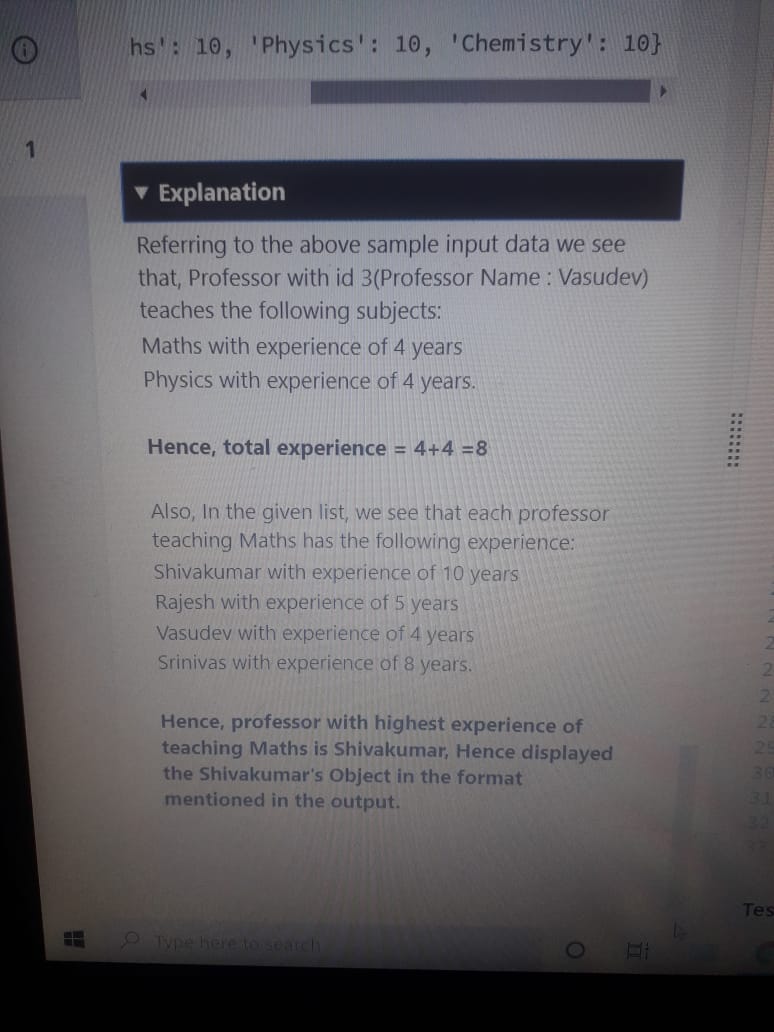 hs': 10, 'Physics': 10, 'Chemistry': 10}
1
Explanation
Referring to the above sample input data we see
that, Professor with id 3(Professor Name : Vasudev)
teaches the following subjects:
Maths with experience of 4 years
Physics with experience of 4 years.
Hence, total experience = 4+4 =8
Also, In the given list, we see that each professor
teaching Maths has the following experience:
Shivakumar with experience of 10 years
Rajesh with experience of 5 years
Vasudev with experience of 4 years
Srinivas with experience of 8 years.
Hence, professor with highest experience of
teaching Maths is Shivakumar, Hence displayed
the Shivakumar's Object in the format
mentioned in the output.
30
31
32
Tes
Type here to search